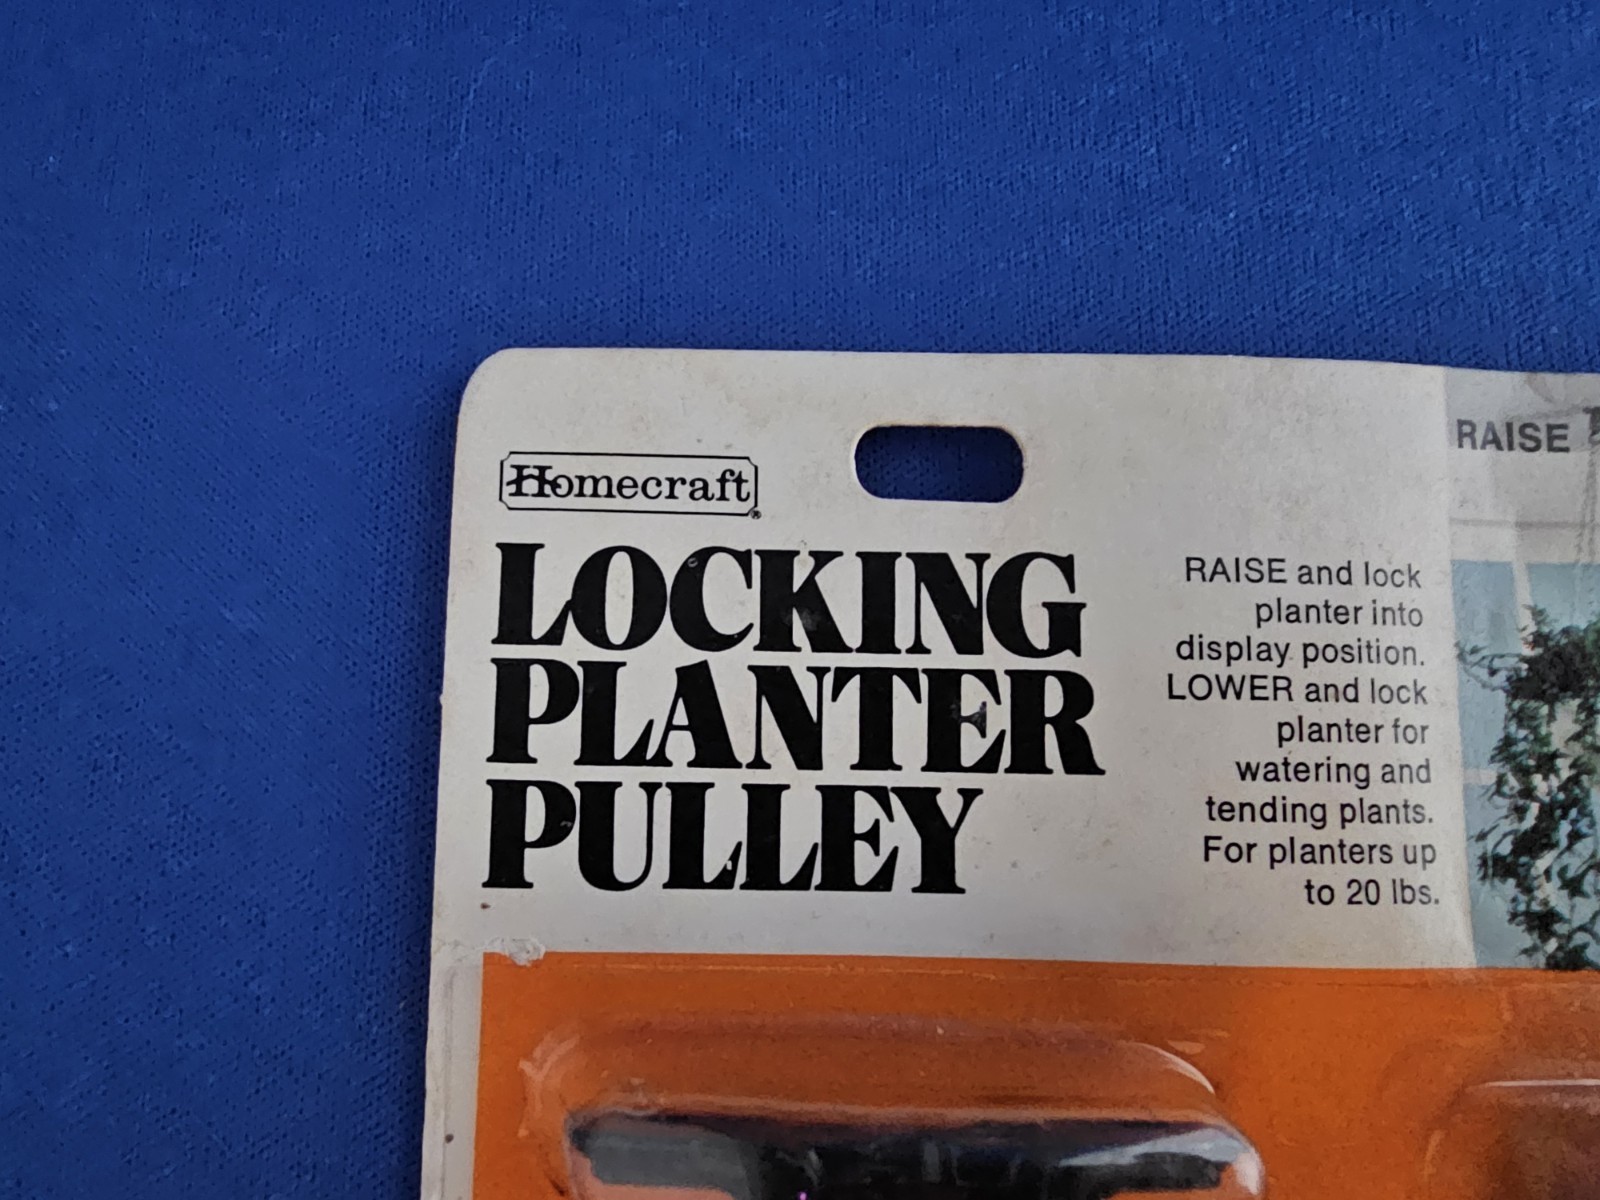 Homecraft®
LOCKING
PLANTER
PULLEY
RAISE and lock
planter into
display position.
LOWER and lock
planter for
watering and
tending plants.
For planters up
to 20 lbs.
RAISE